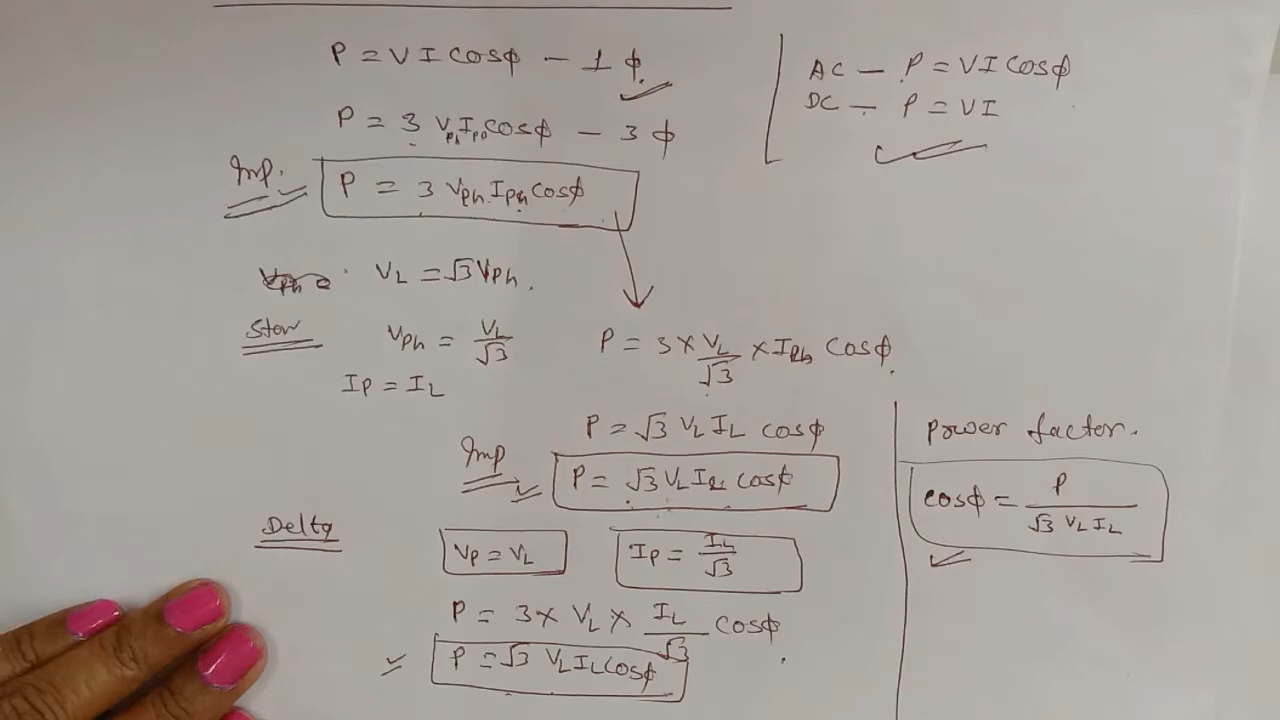 P = VI cosϕ - 1 ϕ
P = 3 VphIph cosϕ - 3 ϕ
Imp.
P = 3 Vph Iph cosϕ
AC - P = VI cosϕ
DC - P = VI
VL = √3 Vph.
Star
Vph = VL/√3
IP = IL
P = 3 × VL/√3 × IPh cosϕ.
P = √3 VL IL cosϕ
Imp
P = √3 VL IL cosϕ
Delta
VP = VL
IP = IL/√3
P = 3 × VL × IL/√3 cosϕ
P = √3 VL IL cosϕ
Power factor.
cosϕ = P/√3 VL IL